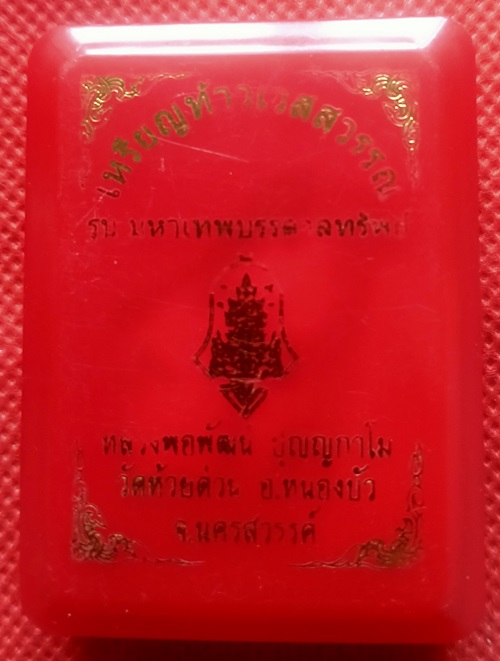 เหรียญท้าวเวสสุวรรณ
รุ่น มหาเทพบรรดาลทรัพย์
หลวงพ่อพัฒน์ ปุญญกาโม
วัดห้วยด้วน อ.หนองบัว
จ.นครสวรรค์